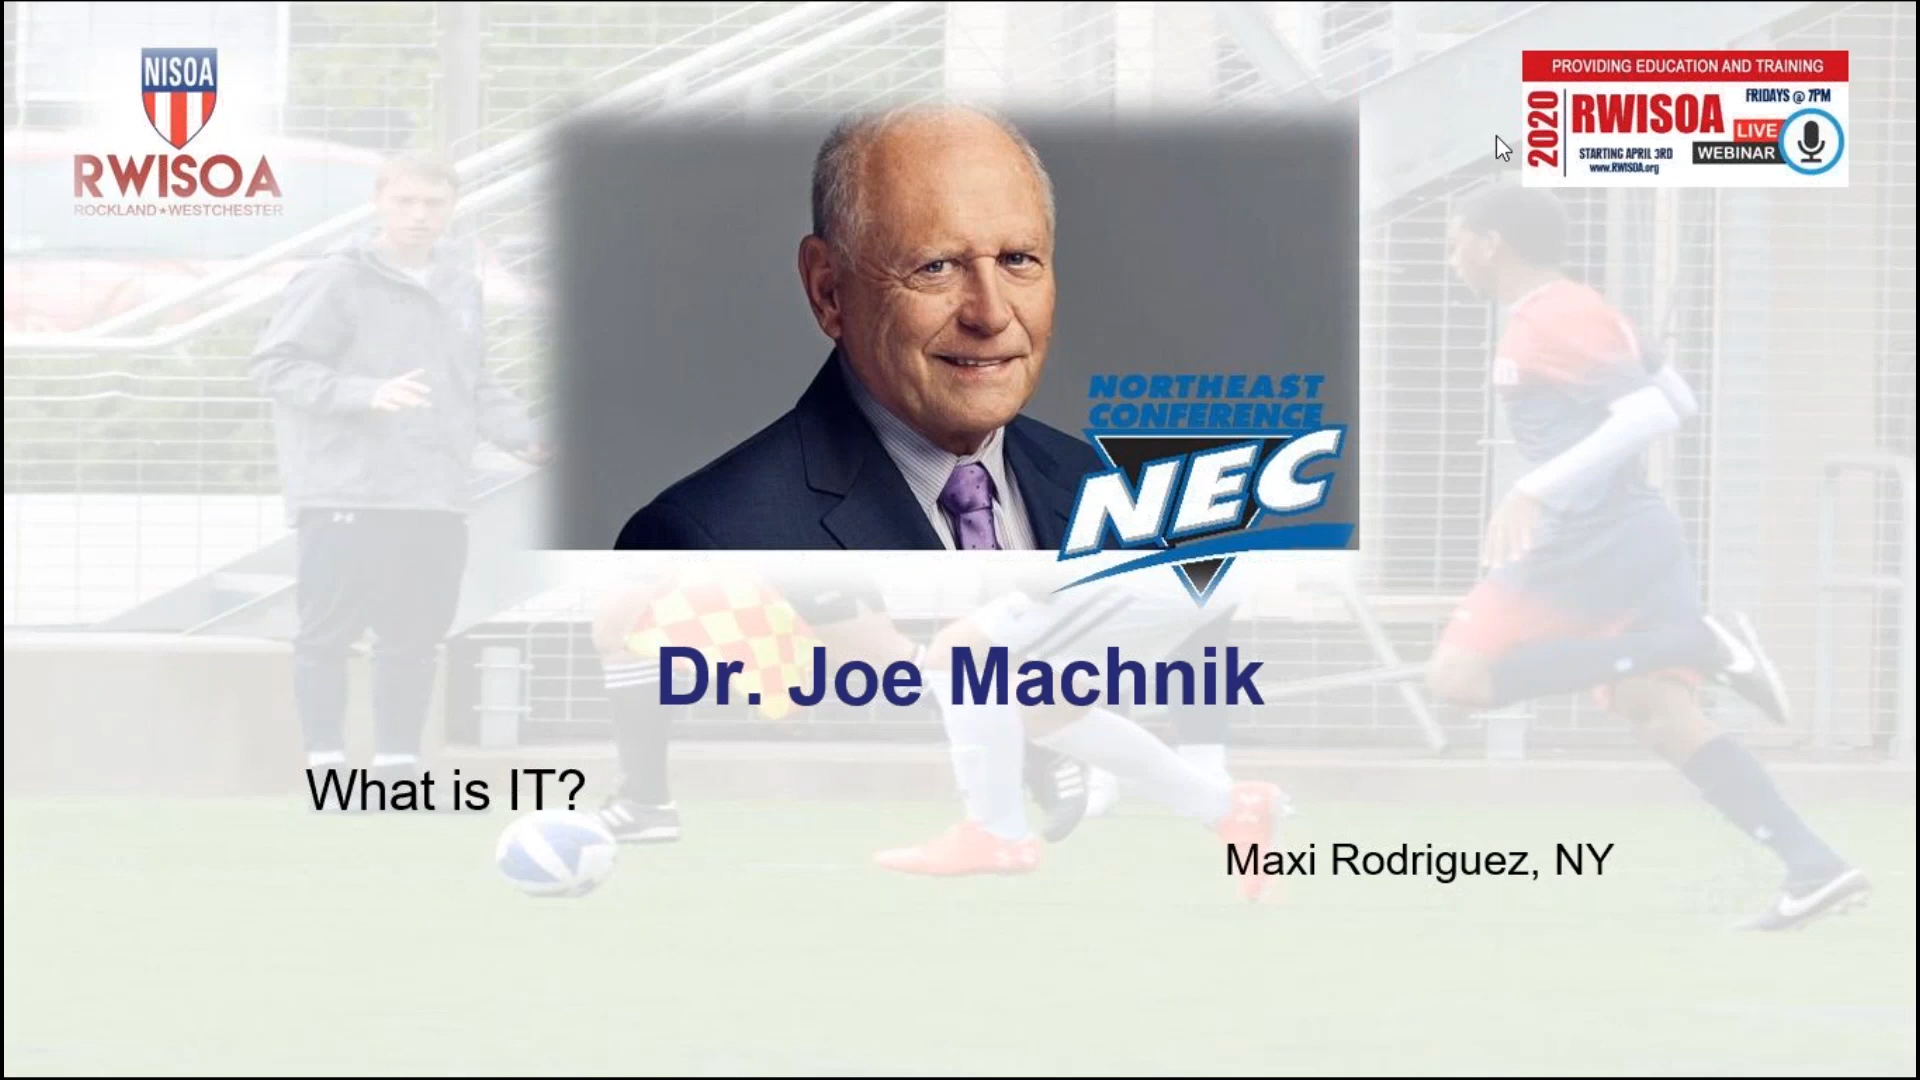 NISOA
RWISOA
ROCKLAND★WESTCHESTER
PROVIDING EDUCATION AND TRAINING
2020
RWISOA
FRIDAYS @ 7PM
LIVE
WEBINAR
STARTING APRIL 3RD
www.RWISOA.org
NORTHEAST
CONFERENCE
NEC
Dr. Joe Machnik
What is IT?
Maxi Rodriguez, NY